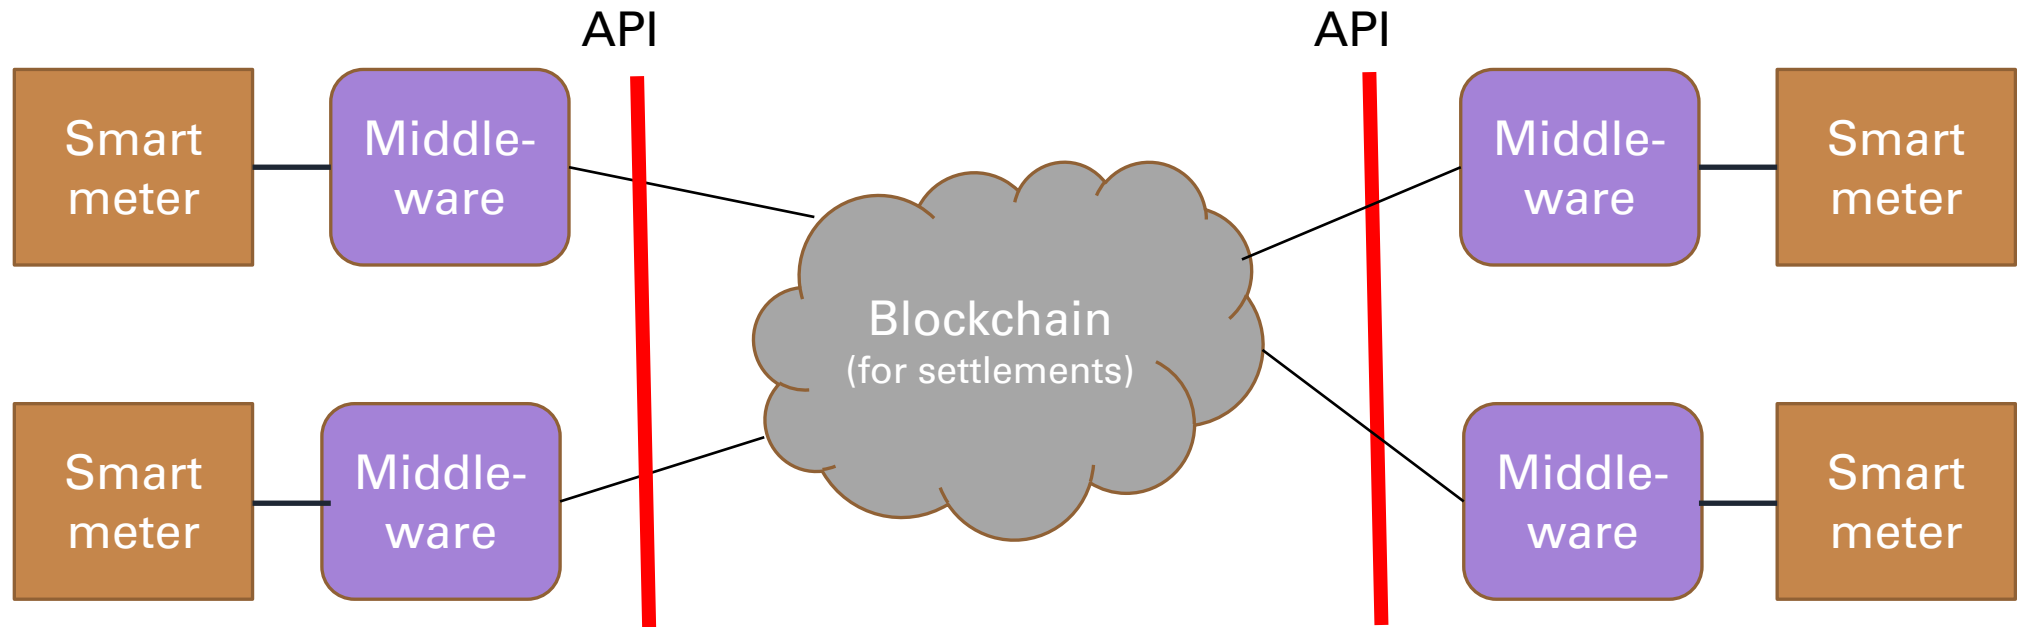 API
API
Smart
meter
Middle-
ware
Middle-
ware
Smart
meter
Blockchain
(for settlements)
Smart
meter
Middle-
ware
Middle-
ware
Smart
meter